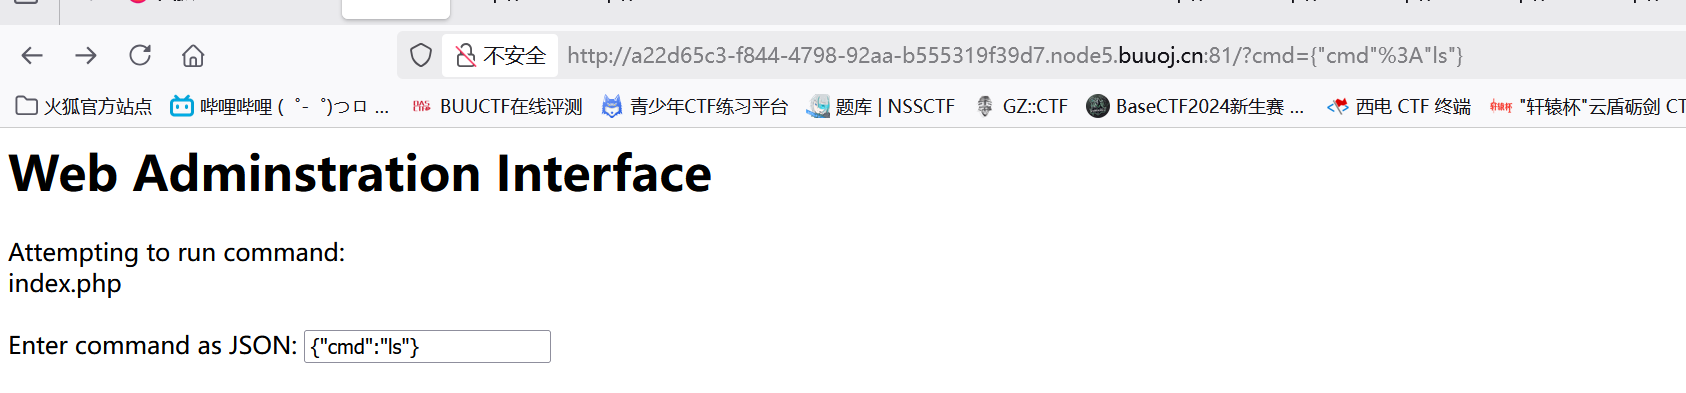 不安全 http://a22d65c3-f844-4798-92aa-b555319f39d7.node5.buuoj.cn:81/?cmd={"cmd"%3A"ls"}
火狐官方站点 哔哩哔哩 ( ゜- ゜)つロ ... BUUCTF在线评测 青少年CTF练习平台 题库 | NSSCTF GZ::CTF BaseCTF2024新生赛 ... 西电 CTF 终端 "轩辕杯"云盾砺剑 CT
Web Adminstration Interface
Attempting to run command:
index.php
Enter command as JSON: {"cmd":"ls"}